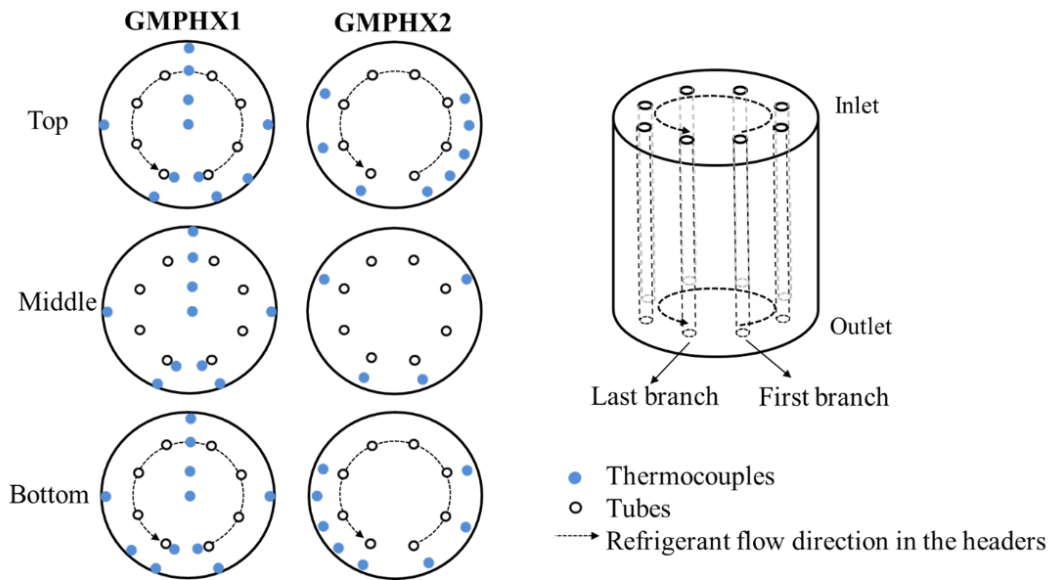 GMPHX1
GMPHX2
Top
Inlet
Middle
Outlet
Last branch
First branch
Bottom
Thermocouples
Tubes
Refrigerant flow direction in the headers